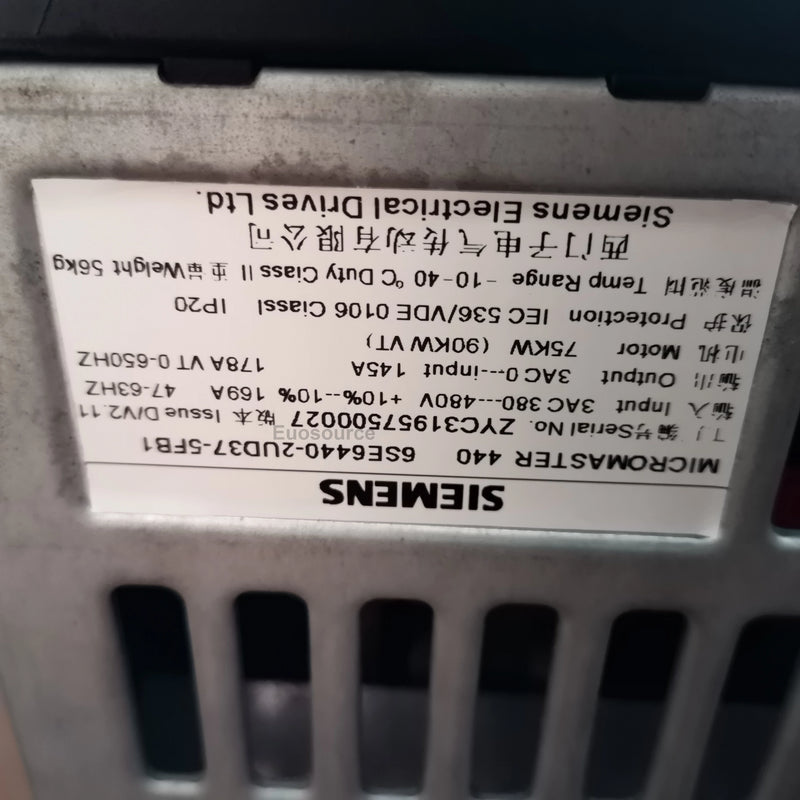 SIEMENS
MICROMASTER 440 6SE6440-2UD37-5FB1
编号Serial No. ZYC31957500027 版本 Issue D/V2.11
输入 Input 3AC 380---480V +10%--10% 169A 47-63HZ
输出 Output 3AC 0---input 145A 178A VT 0-650HZ
电机 Motor 75KW (90KW VT)
保护 Protection IEC 536/VDE 0106 ClassI IP20
温度范围 Temp Range -10-40 ℃ Duty Class II 重量Weight 56kg
西门子电气传动有限公司
Siemens Electrical Drives Ltd.
Euosource